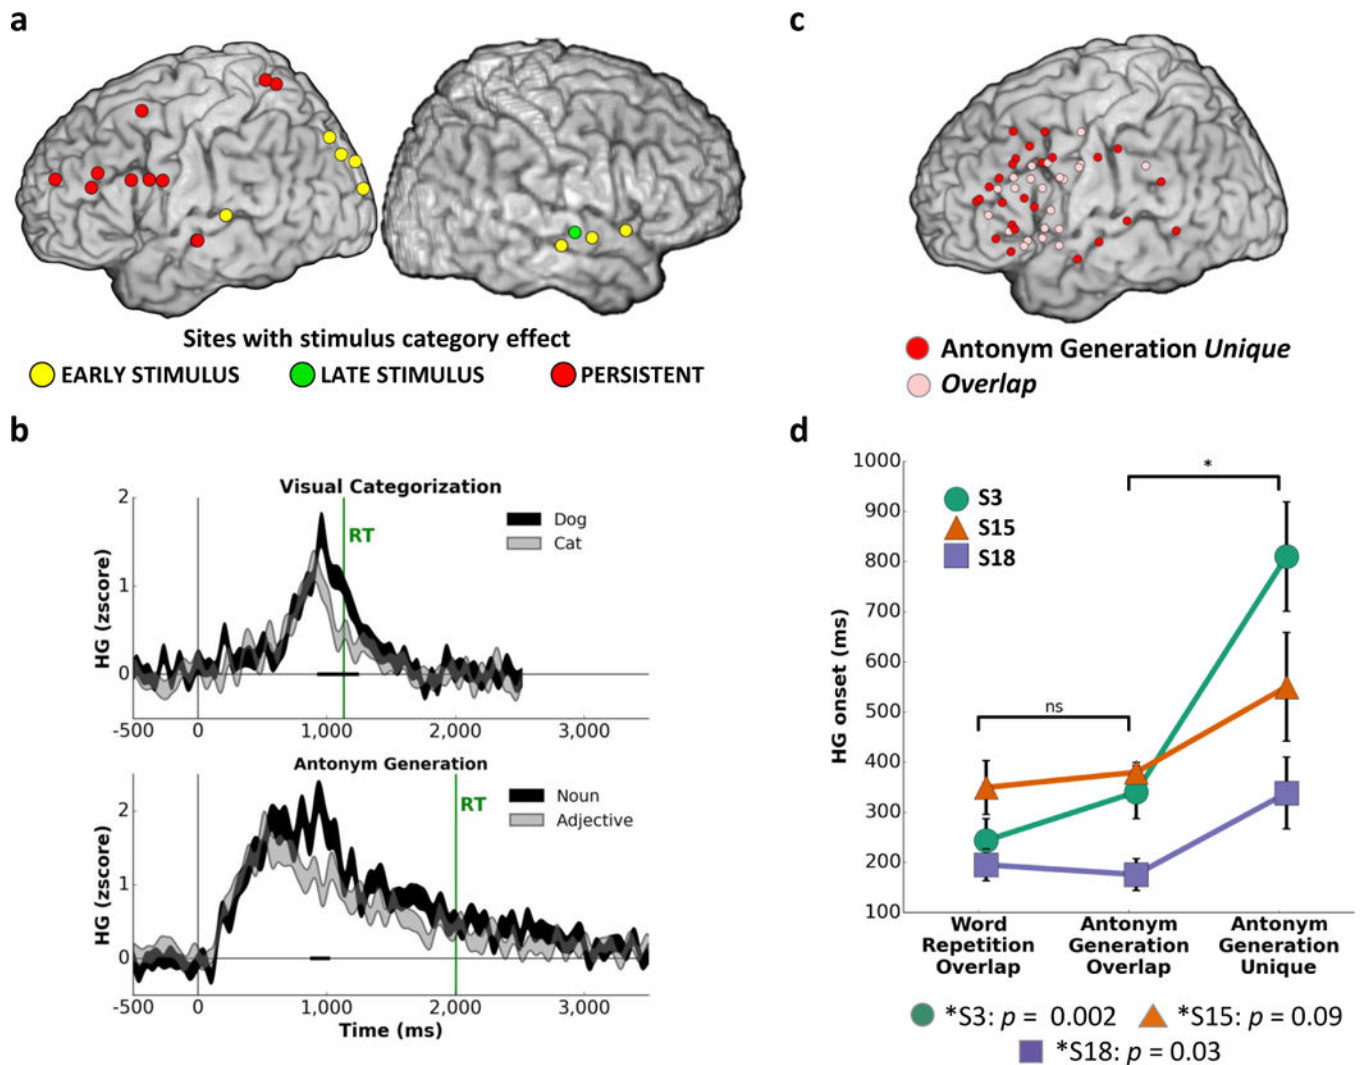 a
Sites with stimulus category effect
EARLY STIMULUS
LATE STIMULUS
PERSISTENT
b
Visual Categorization
HG (zscore)
2
1
0
Dog
Cat
RT
-500
0
1,000
2,000
3,000
Antonym Generation
HG (zscore)
2
1
0
Noun
Adjective
RT
-500
0
1,000
2,000
3,000
Time (ms)
c
Antonym Generation Unique
Overlap
d
HG onset (ms)
1000
900
800
700
600
500
400
300
200
100
S3
S15
S18
ns
*
Word
Repetition
Overlap
Antonym
Generation
Overlap
Antonym
Generation
Unique
*S3: p = 0.002
*S15: p = 0.09
*S18: p = 0.03